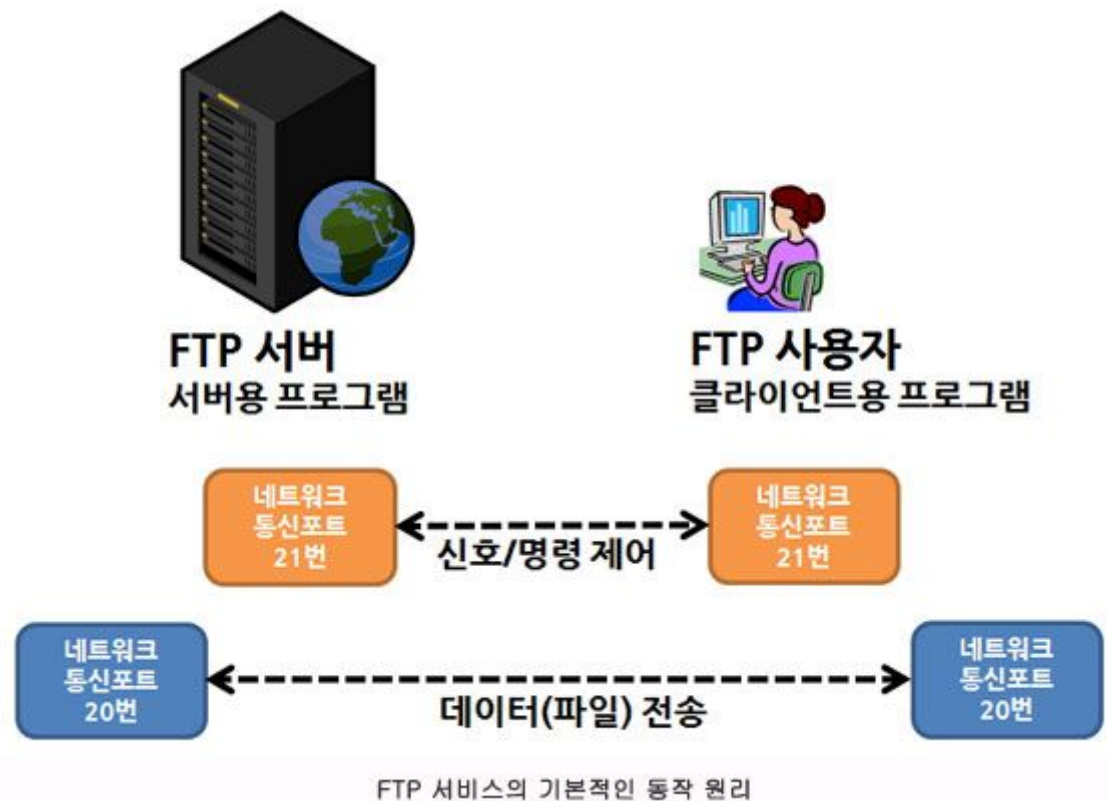 FTP 서버
서버용 프로그램
FTP 사용자
클라이언트용 프로그램
네트워크
통신포트
21번
신호/명령 제어
네트워크
통신포트
21번
네트워크
통신포트
20번
데이터(파일) 전송
네트워크
통신포트
20번
FTP 서비스의 기본적인 동작 원리